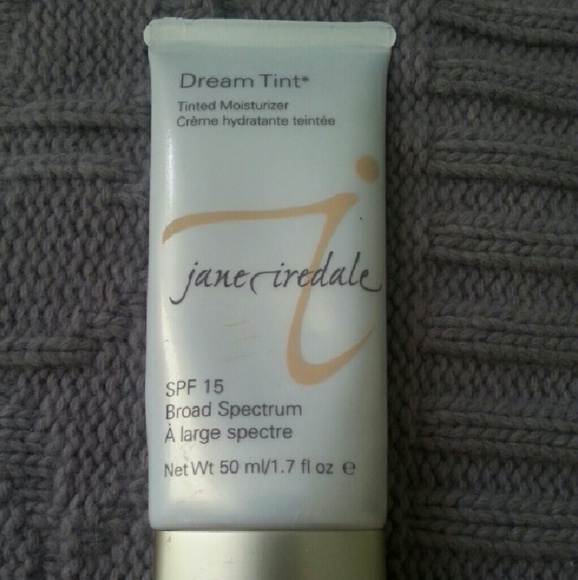 Dream Tint®
Tinted Moisturizer
Crème hydratante teintée
jane iredale
SPF 15
Broad Spectrum
À large spectre
Net Wt 50 ml/1.7 fl oz ℮